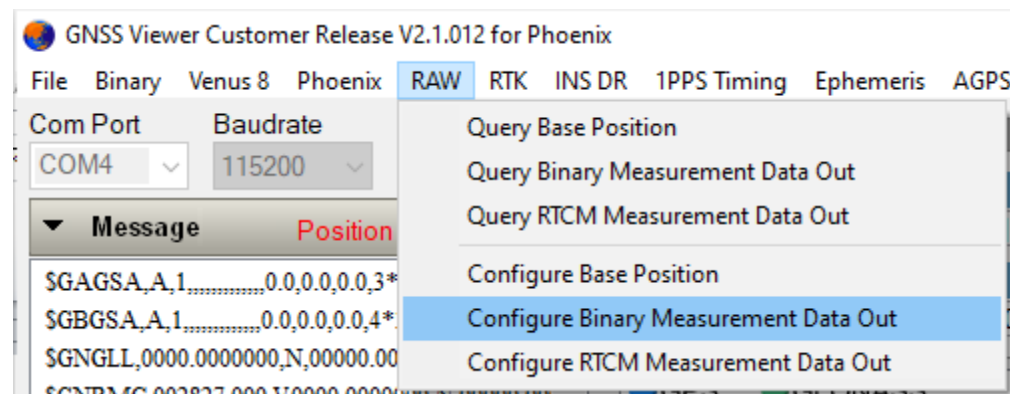 GNSS Viewer Customer Release V2.1.012 for Phoenix
File Binary Venus 8 Phoenix RAW RTK INS DR 1PPS Timing Ephemeris AGPS
Com Port Baudrate
COM4 115200
Message Position
$GAGSA,A,1,,,,,,,,,,,,,0.0,0.0,0.0,3*
$GBGSA,A,1,,,,,,,,,,,,,0.0,0.0,0.0,4*
$GNGLL,0000.0000000,N,00000.00
Query Base Position
Query Binary Measurement Data Out
Query RTCM Measurement Data Out
Configure Base Position
Configure Binary Measurement Data Out
Configure RTCM Measurement Data Out